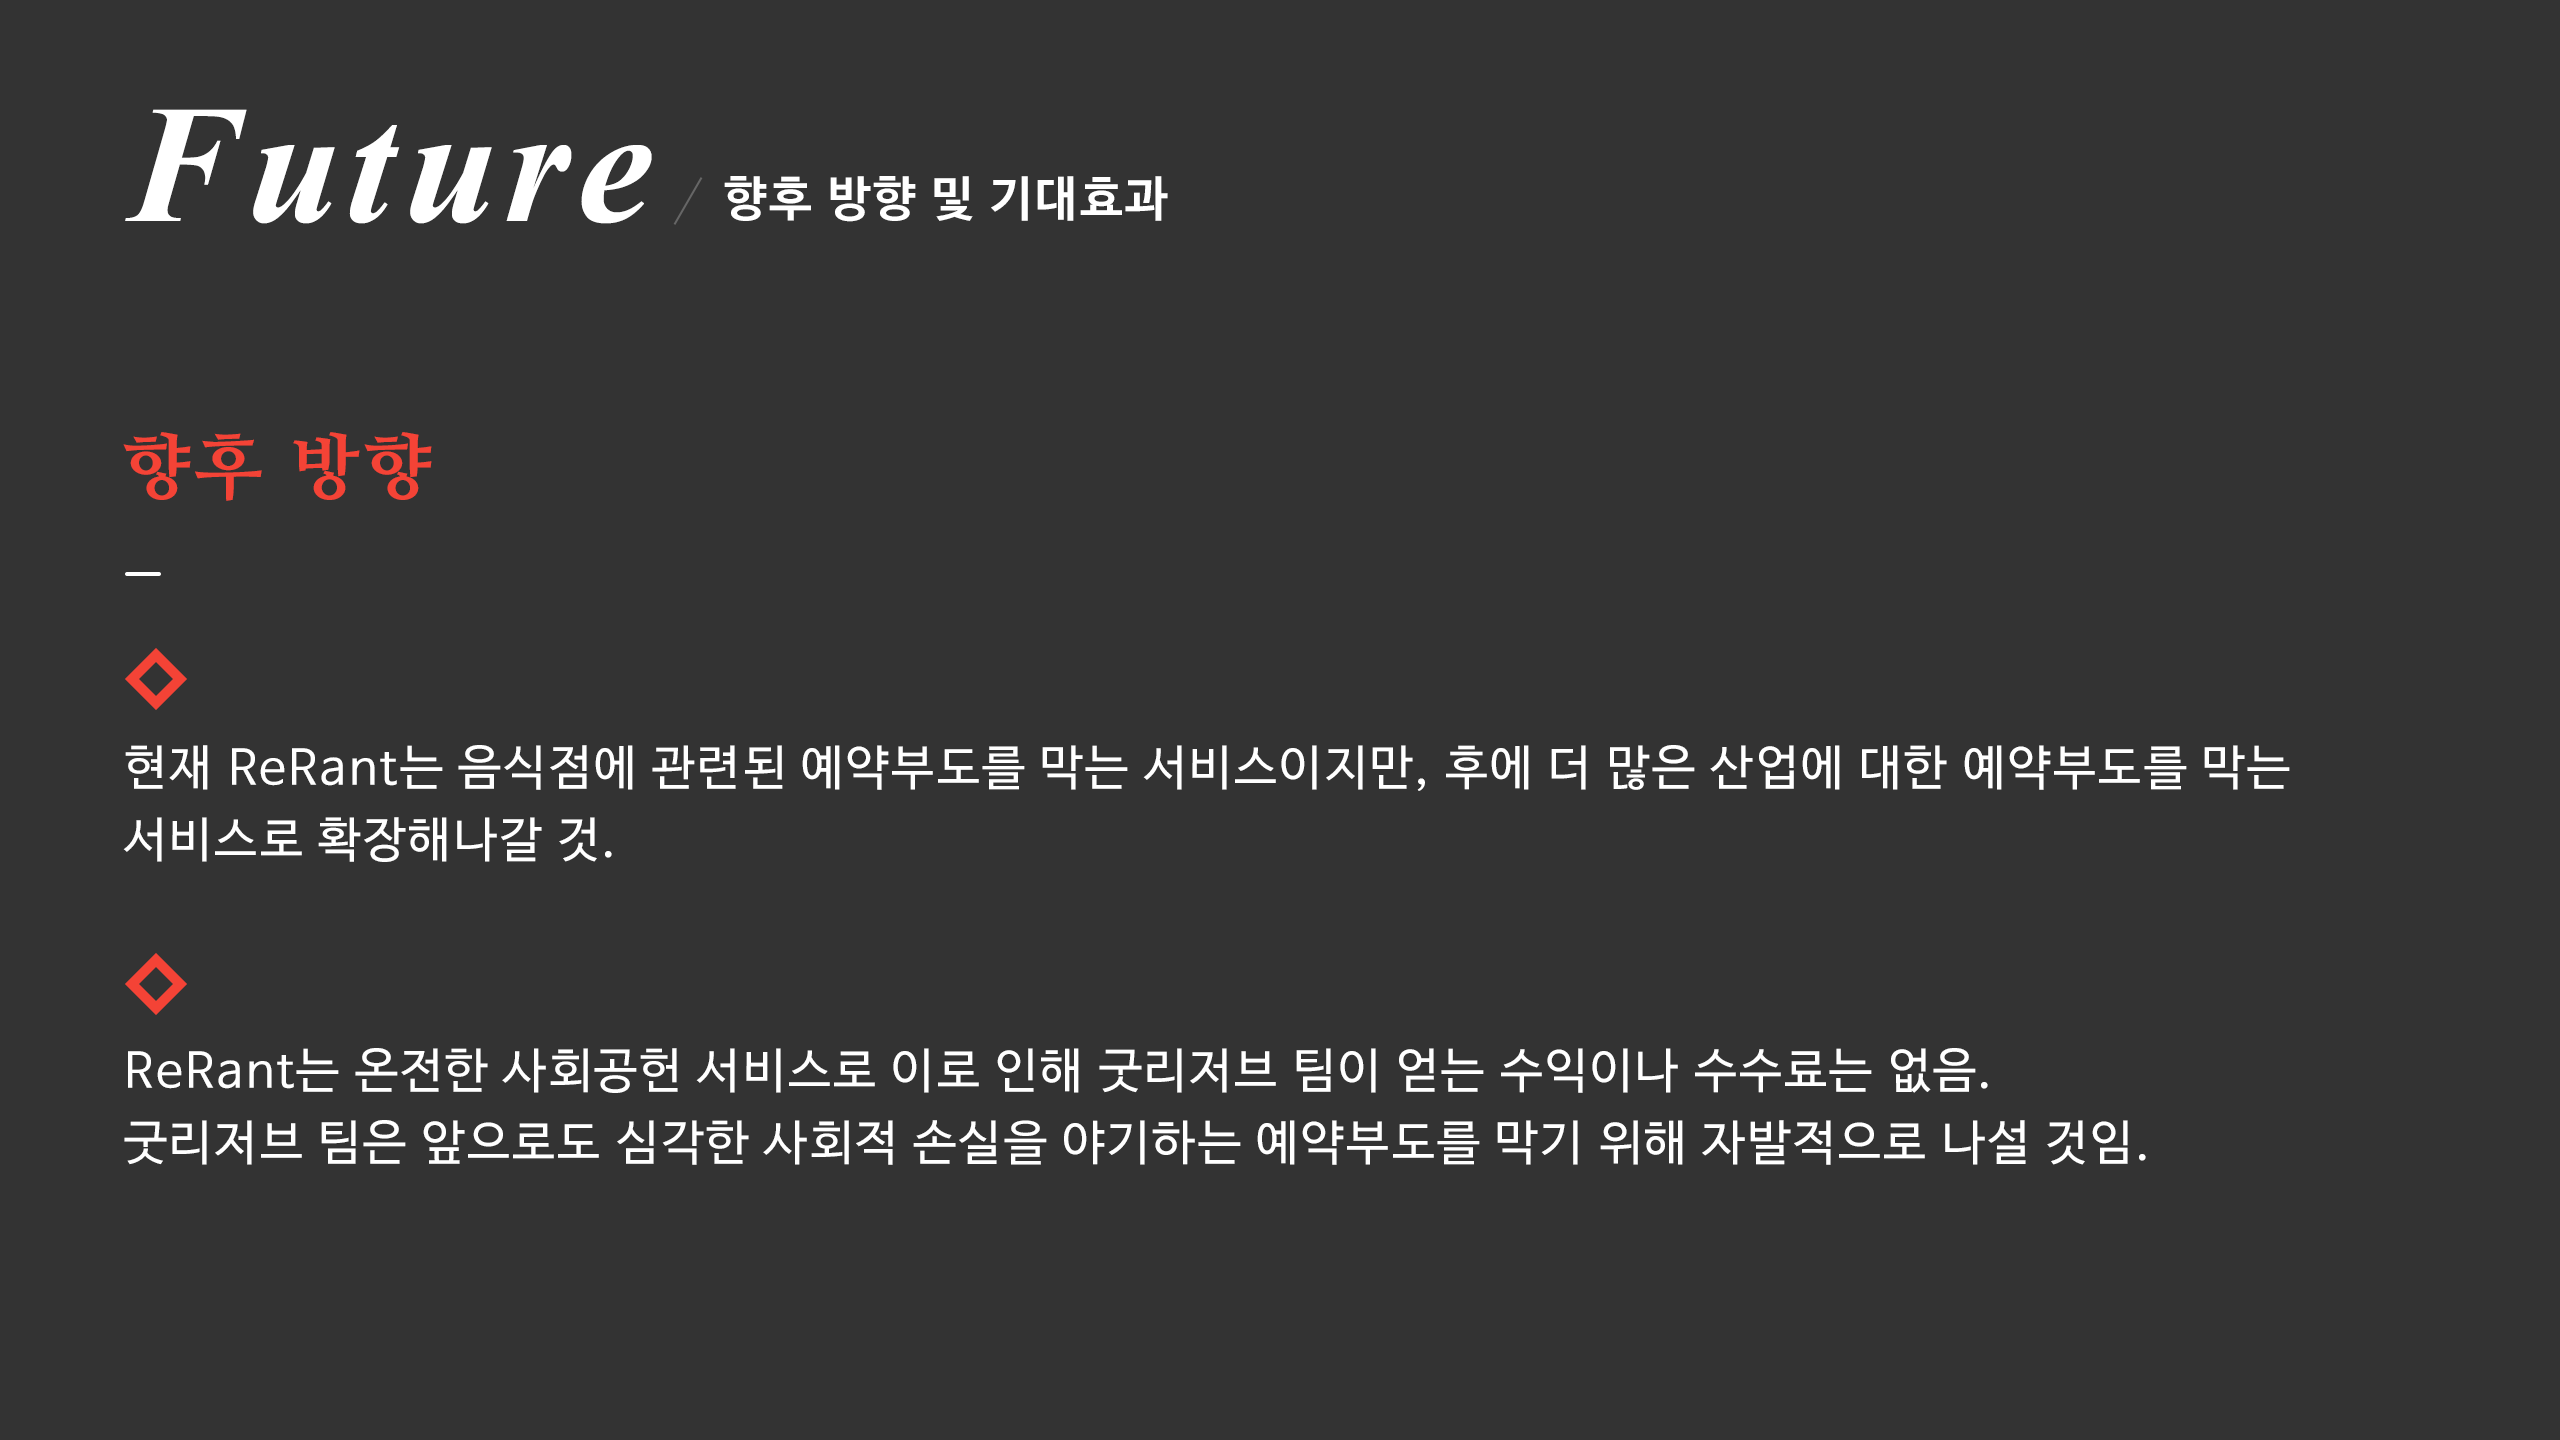 Future / 향후 방향 및 기대효과
향후 방향
현재 ReRant는 음식점에 관련된 예약부도를 막는 서비스이지만, 후에 더 많은 산업에 대한 예약부도를 막는
서비스로 확장해나갈 것.
ReRant는 온전한 사회공헌 서비스로 이로 인해 굿리저브 팀이 얻는 수익이나 수수료는 없음.
굿리저브 팀은 앞으로도 심각한 사회적 손실을 야기하는 예약부도를 막기 위해 자발적으로 나설 것임.